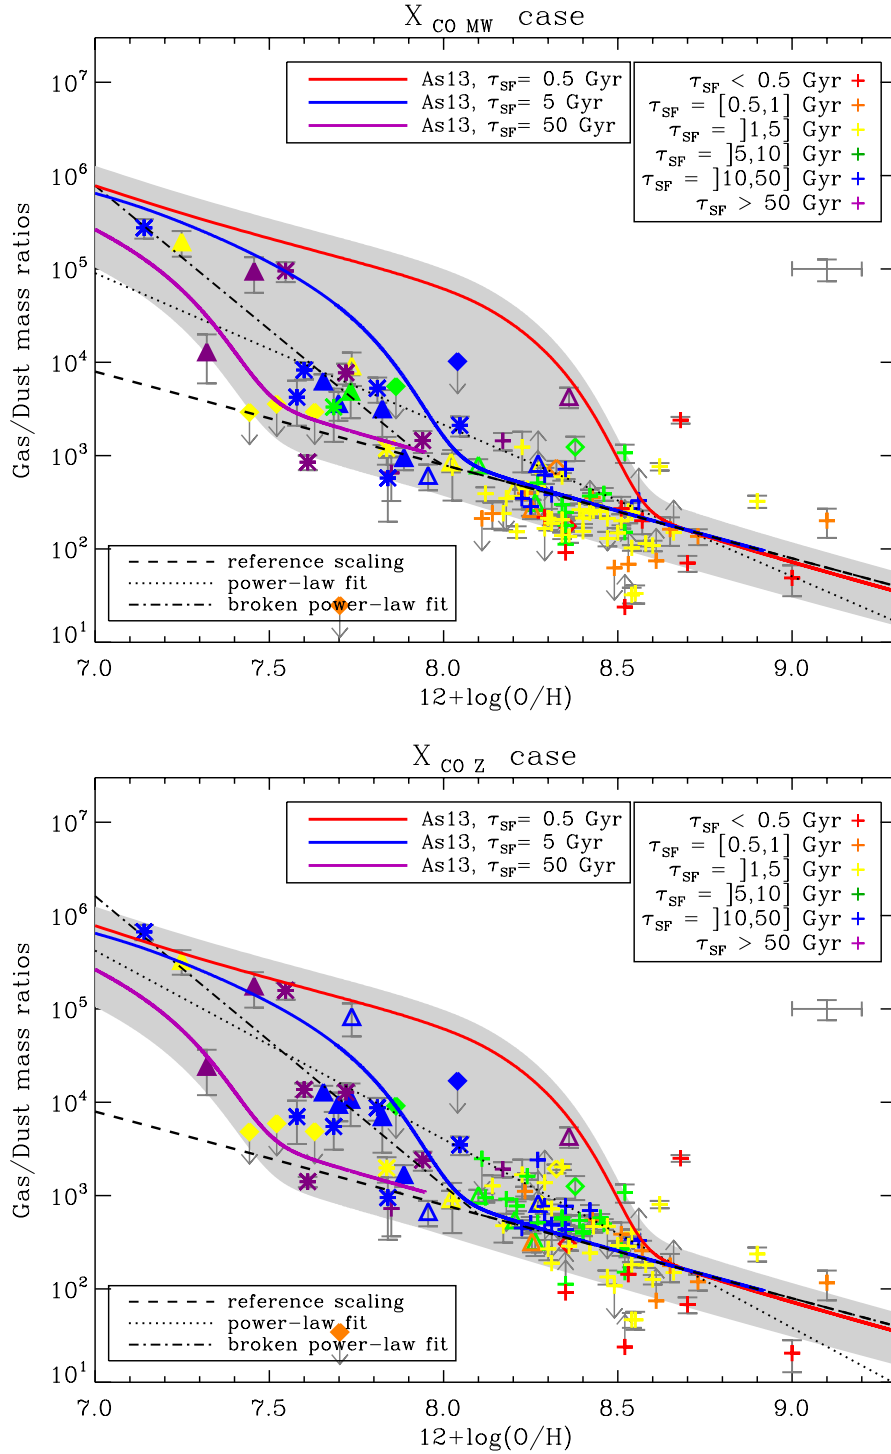 X CO MW case
10^7
10^6
10^5
10^4
10^3
10^2
10^1
Gas/Dust mass ratios
As13, τSF= 0.5 Gyr
As13, τSF= 5 Gyr
As13, τSF= 50 Gyr
τSF < 0.5 Gyr
τSF = [0.5,1] Gyr
τSF = ]1,5] Gyr
τSF = ]5,10] Gyr
τSF = ]10,50] Gyr
τSF > 50 Gyr
reference scaling
power-law fit
broken power-law fit
7.0 7.5 8.0 8.5 9.0
12+log(O/H)
X CO Z case
10^7
10^6
10^5
10^4
10^3
10^2
10^1
Gas/Dust mass ratios
As13, τSF= 0.5 Gyr
As13, τSF= 5 Gyr
As13, τSF= 50 Gyr
τSF < 0.5 Gyr
τSF = [0.5,1] Gyr
τSF = ]1,5] Gyr
τSF = ]5,10] Gyr
τSF = ]10,50] Gyr
τSF > 50 Gyr
reference scaling
power-law fit
broken power-law fit
7.0 7.5 8.0 8.5 9.0
12+log(O/H)